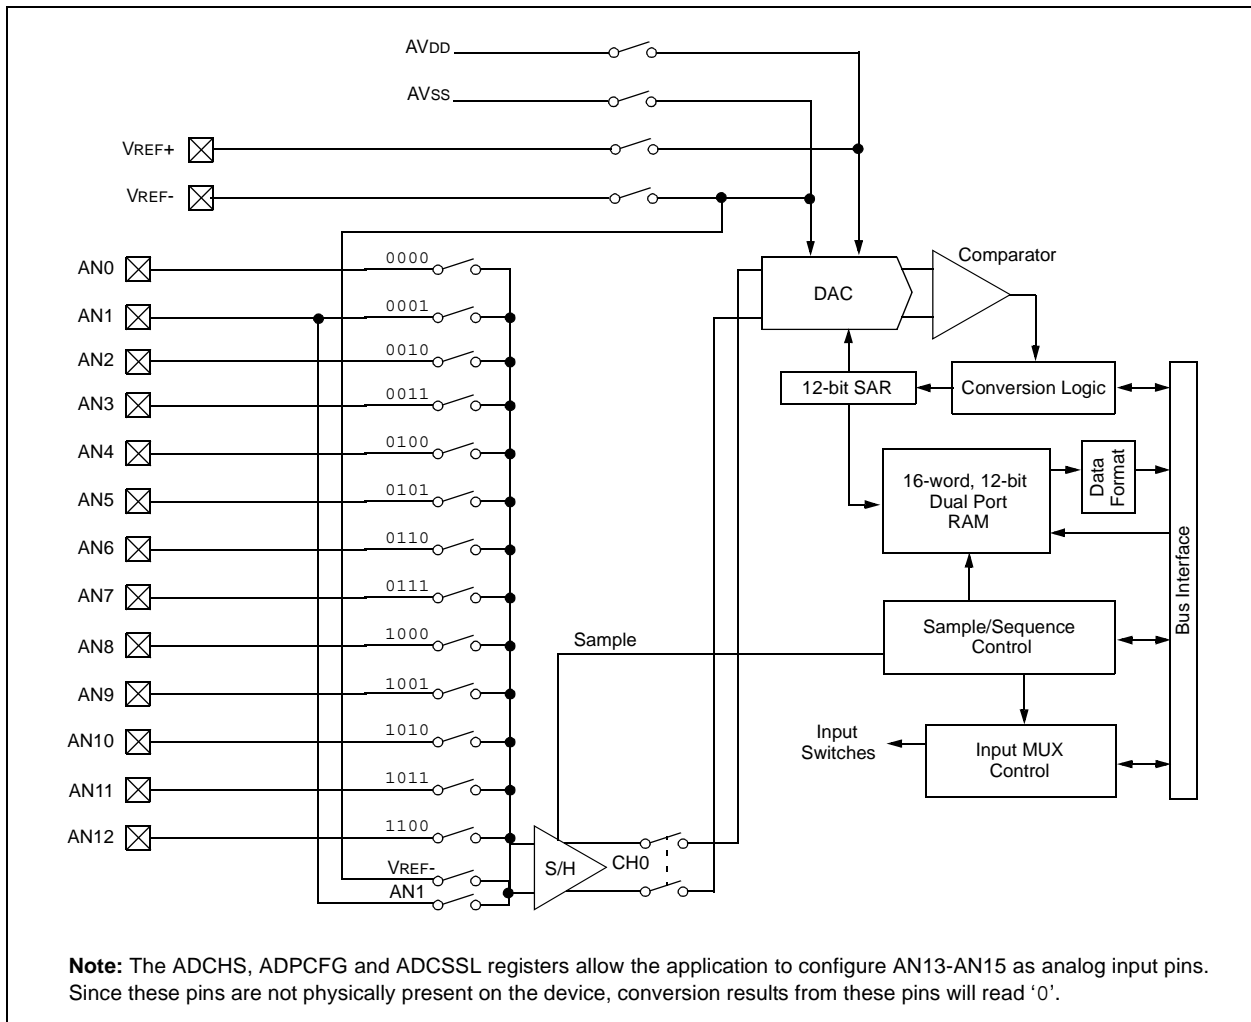 AVDD
AVSS
VREF+
VREF-
AN0
0000
AN1
0001
AN2
0010
AN3
0011
AN4
0100
AN5
0101
AN6
0110
AN7
0111
AN8
1000
AN9
1001
AN10
1010
AN11
1011
AN12
1100
VREF-
AN1
S/H
CH0
Sample
DAC
Comparator
12-bit SAR
Conversion Logic
16-word, 12-bit
Dual Port
RAM
Data
Format
Bus Interface
Sample/Sequence
Control
Input
Switches
Input MUX
Control
Note: The ADCHS, ADPCFG and ADCSSL registers allow the application to configure AN13-AN15 as analog input pins.
Since these pins are not physically present on the device, conversion results from these pins will read ‘0’.